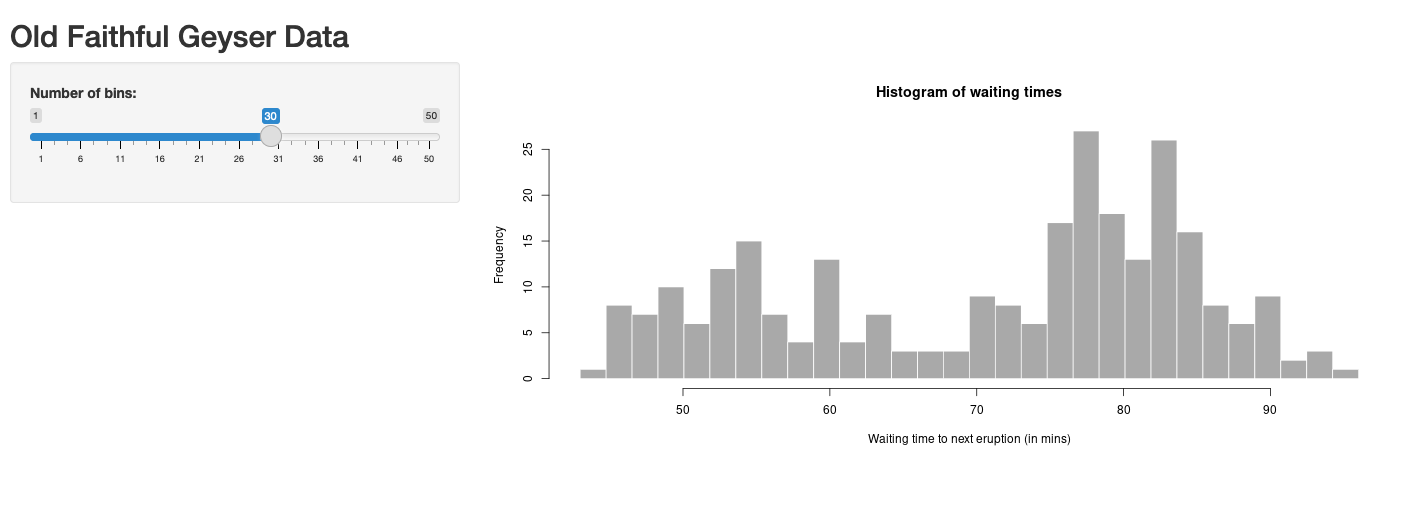 Old Faithful Geyser Data
Number of bins:
1 30 50
1 6 11 16 21 26 31 36 41 46 50
Histogram of waiting times
Frequency
25
20
15
10
5
0
50 60 70 80 90
Waiting time to next eruption (in mins)